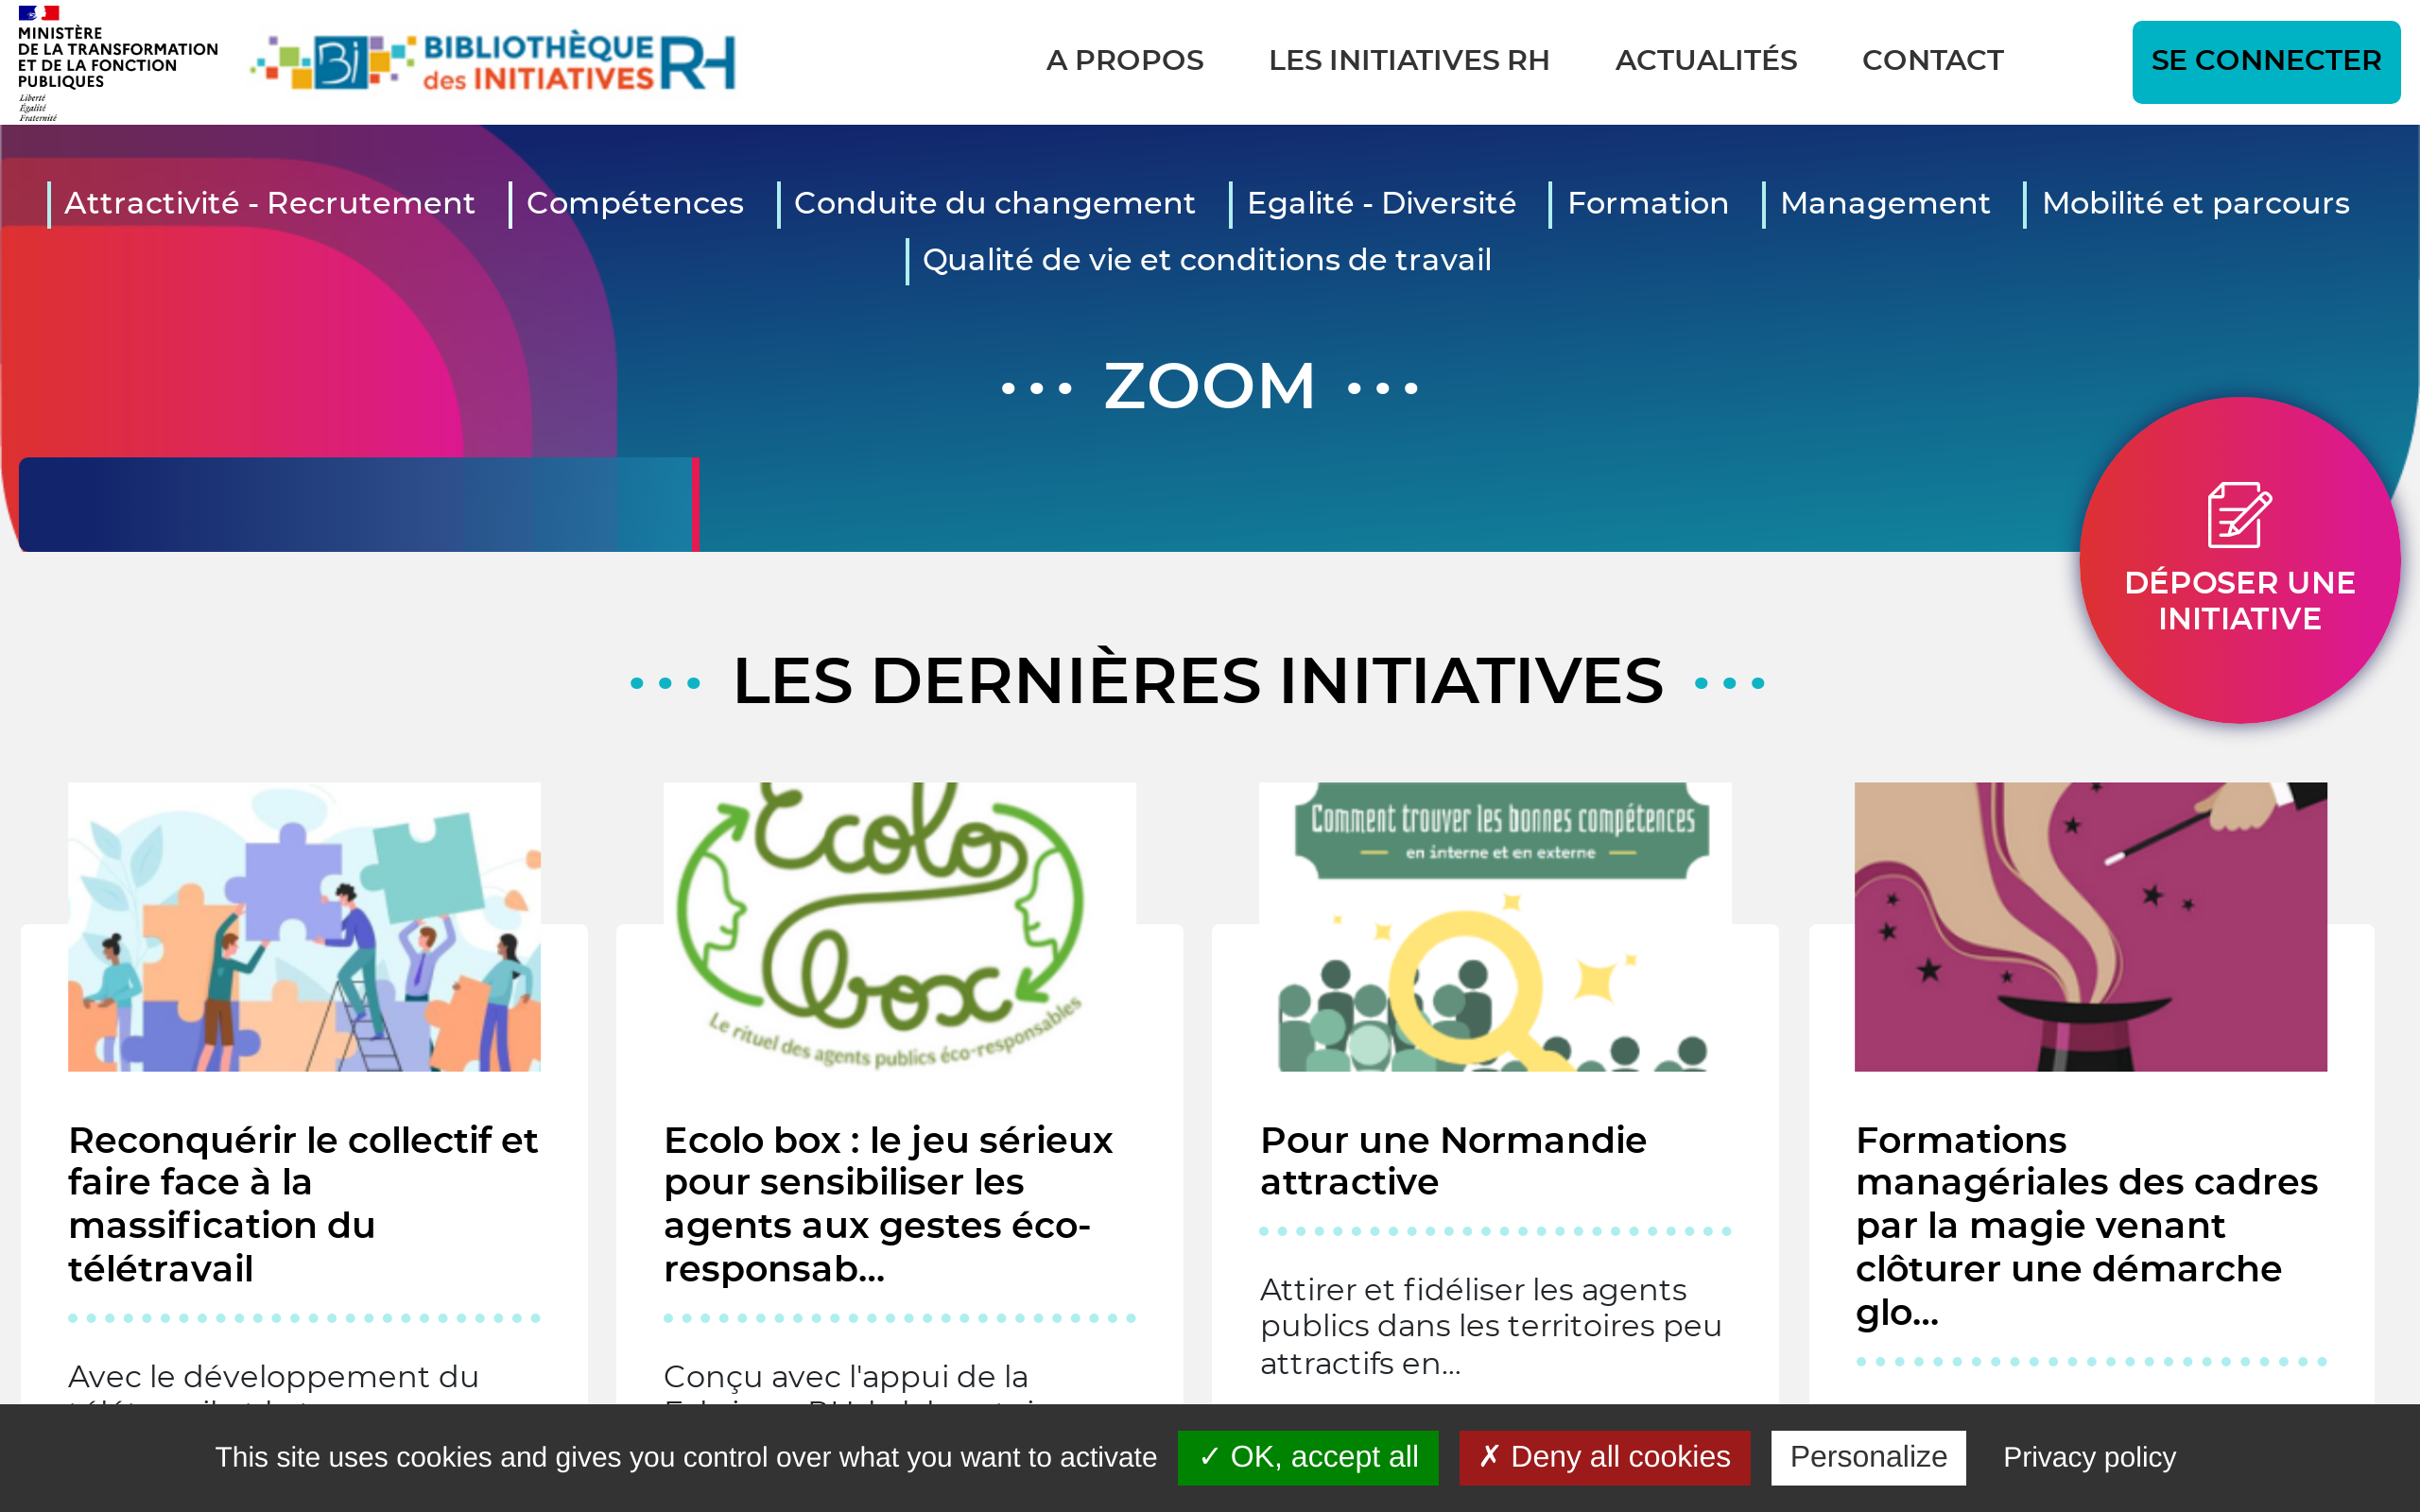 MINISTÈRE
DE LA TRANSFORMATION
ET DE LA FONCTION
PUBLIQUES
Liberté
Égalité
Fraternité
Bi
BIBLIOTHÈQUE
des INITIATIVES
RH
A PROPOS
LES INITIATIVES RH
ACTUALITÉS
CONTACT
SE CONNECTER
Attractivité - Recrutement
Compétences
Conduite du changement
Egalité - Diversité
Formation
Management
Mobilité et parcours
Qualité de vie et conditions de travail
ZOOM
DÉPOSER UNE
INITIATIVE
LES DERNIÈRES INITIATIVES
Reconquérir le collectif et
faire face à la
massification du
télétravail
Avec le développement du
Ecolo
box
Le rituel des agents publics éco-responsables
Ecolo box : le jeu sérieux
pour sensibiliser les
agents aux gestes éco-
responsab...
Conçu avec l'appui de la
Comment trouver les bonnes compétences
en interne et en externe
Pour une Normandie
attractive
Attirer et fidéliser les agents
publics dans les territoires peu
attractifs en...
Formations
managériales des cadres
par la magie venant
clôturer une démarche
glo...
This site uses cookies and gives you control over what you want to activate
✓ OK, accept all
✗ Deny all cookies
Personalize
Privacy policy